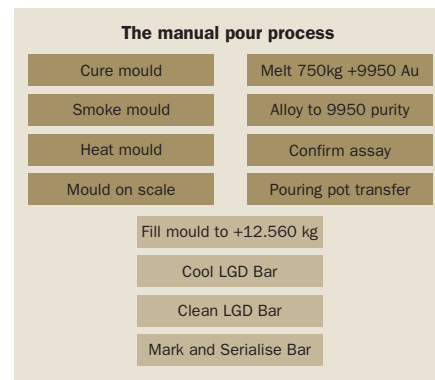 The manual pour process
Cure mould
Melt 750kg +9950 Au
Smoke mould
Alloy to 9950 purity
Heat mould
Confirm assay
Mould on scale
Pouring pot transfer
Fill mould to +12.560 kg
Cool LGD Bar
Clean LGD Bar
Mark and Serialise Bar